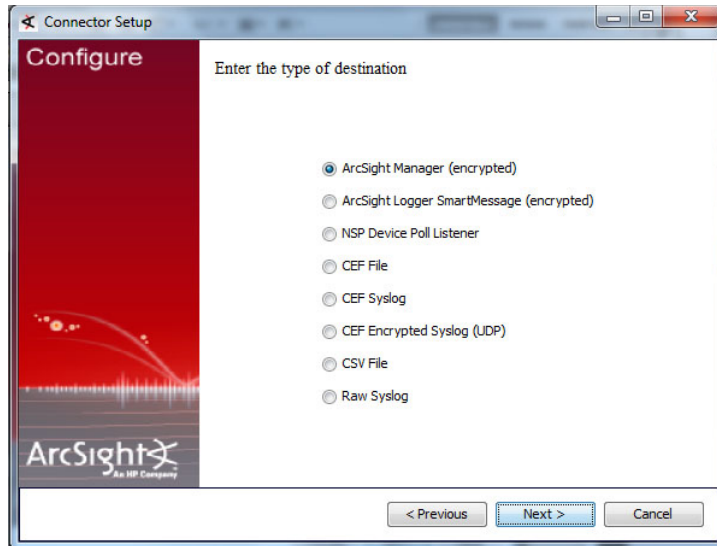 Connector Setup
Configure
Enter the type of destination
ArcSight Manager (encrypted)
ArcSight Logger SmartMessage (encrypted)
NSP Device Poll Listener
CEF File
CEF Syslog
CEF Encrypted Syslog (UDP)
CSV File
Raw Syslog
ArcSight
An HP Company
< Previous
Next >
Cancel